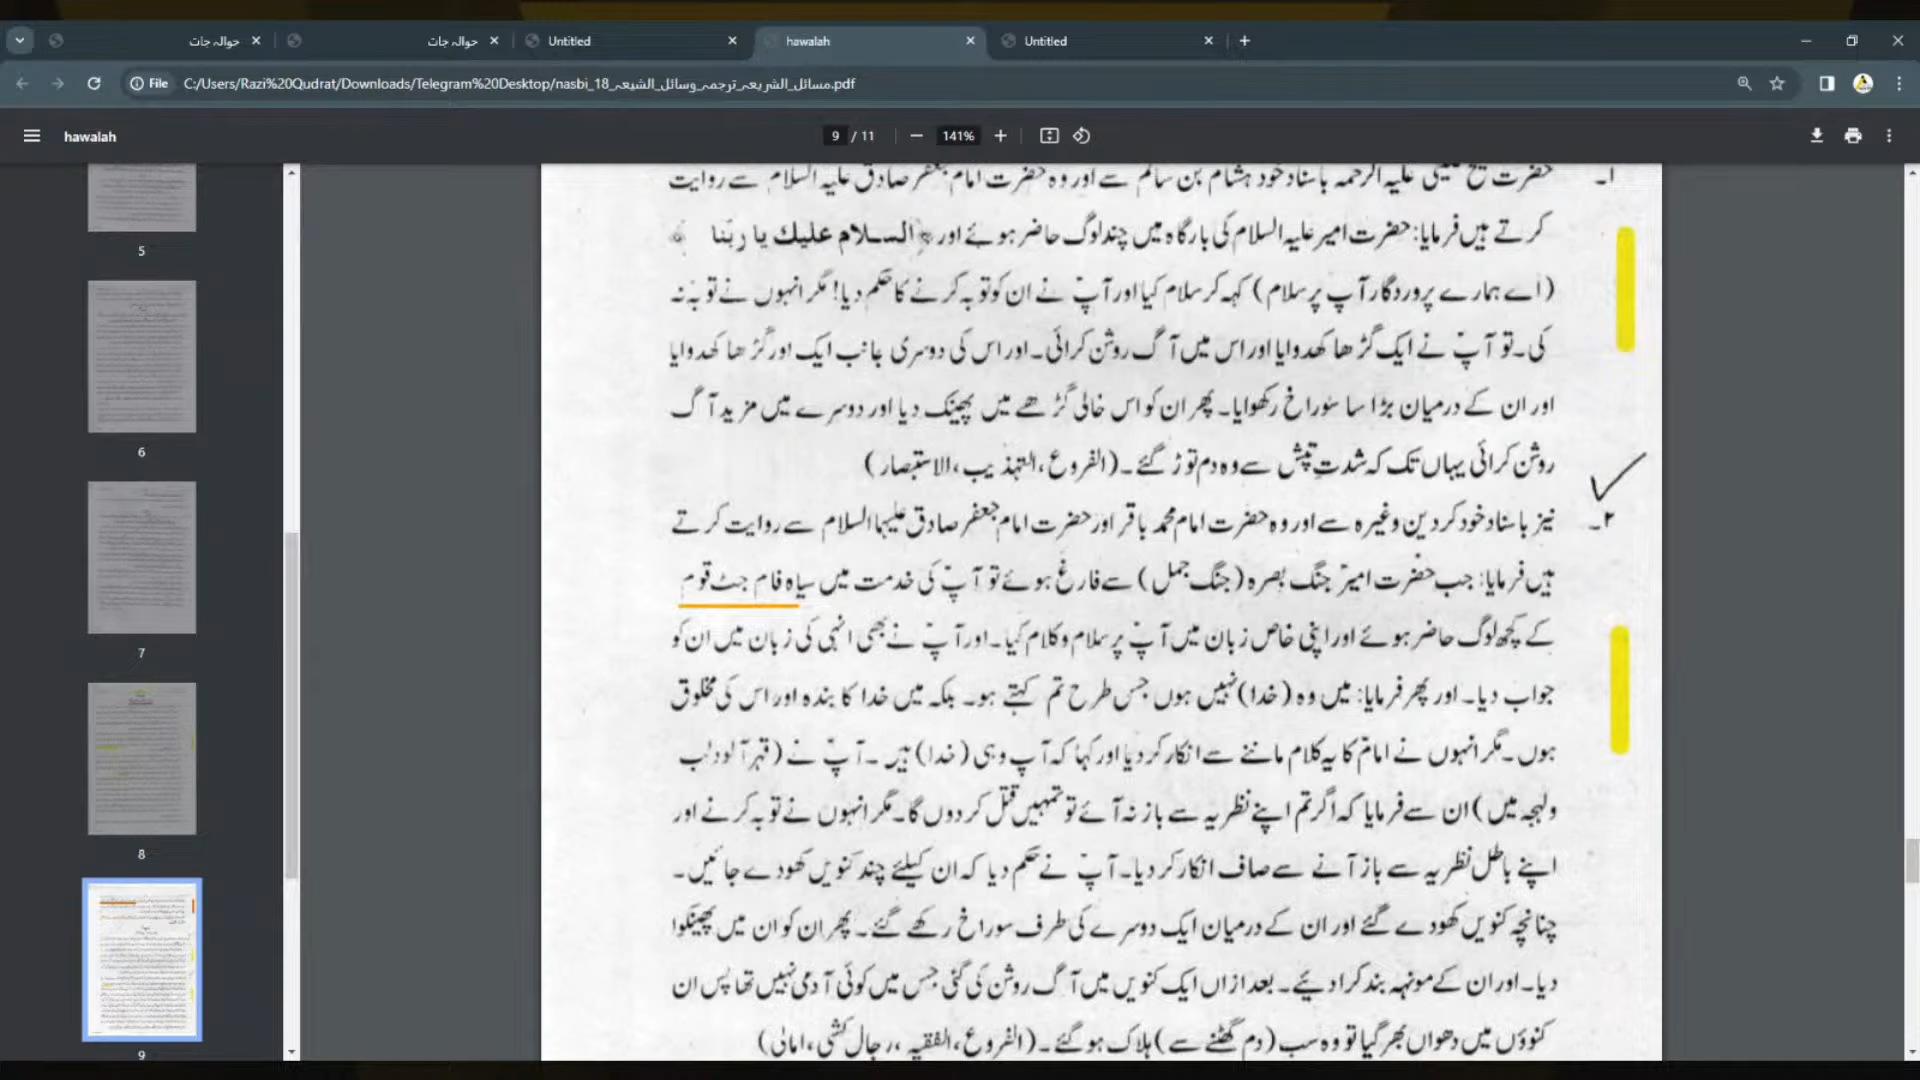 حوالہ جات
حوالہ جات
Untitled
hawalah
Untitled
File
C:/Users/Razi%20Qudrat/Downloads/Telegram%20Desktop/nasbi_18_مسائل_الشریعہ_ترجمہ_وسائل_الشیعہ.pdf
hawalah
9 / 11
141%
5
6
7
8
9
۱۔ حضرت شیخ کلینی علیہ الرحمہ باسناد خود ہشام بن سالم سے اور وہ حضرت امام جعفر صادق علیہ السلام سے روایت
کرتے ہیں فرمایا: حضرت امیر علیہ السلام کی بارگاہ میں چند لوگ حاضر ہوئے اور ﴿السلام علیک یا ربّنا﴾
(اے ہمارے پروردگار آپ پر سلام) کہہ کر سلام کیا اور آپؑ نے ان کو توبہ کرنے کا حکم دیا! مگر انہوں نے توبہ نہ
کی۔ تو آپؑ نے ایک گڑھا کھدوایا اور اس میں آگ روشن کرائی۔ اور اس کی دوسری جانب ایک اور گڑھا کھدوایا
اور ان کے درمیان بڑا سا سُوراخ رکھوایا۔ پھر ان کو اس خالی گڑھے میں پھینک دیا اور دوسرے میں مزید آگ
روشن کرائی یہاں تک کہ شدتِ تپش سے وہ دم توڑ گئے۔ (الفروع، التہذیب، الاستبصار)
۲۔ نیز باسناد خود کردین وغیرہ سے اور وہ حضرت امام محمد باقر اور حضرت امام جعفر صادق علیہما السلام سے روایت کرتے
ہیں فرمایا: جب حضرت امیرؑ جنگ بصرہ (جنگ جمل) سے فارغ ہوئے تو آپؑ کی خدمت میں سیاہ فام جٹ قوم
کے کچھ لوگ حاضر ہوئے اور اپنی خاص زبان میں آپؑ پر سلام و کلام کیا۔ اور آپؑ نے بھی انہی کی زبان میں ان کو
جواب دیا۔ اور پھر فرمایا: میں وہ (خدا) نہیں ہوں جس طرح تم کہتے ہو۔ بلکہ میں خدا کا بندہ اور اس کی مخلوق
ہوں۔ مگر انہوں نے امامؑ کا یہ کلام ماننے سے انکار کر دیا اور کہا کہ آپ وہی (خدا) ہیں۔ آپؑ نے (قہر آلود لب
ولہجہ میں) ان سے فرمایا کہ اگر تم اپنے نظریہ سے باز نہ آئے تو تمہیں قتل کر دوں گا۔ مگر انہوں نے توبہ کرنے اور
اپنے باطل نظریہ سے باز آنے سے صاف انکار کر دیا۔ آپؑ نے حکم دیا کہ ان کیلئے چند کنویں کھودے جائیں۔
چنانچہ کنویں کھودے گئے اور ان کے درمیان ایک دوسرے کی طرف سوراخ رکھے گئے۔ پھر ان کو ان میں پھینکوا
دیا۔ اور ان کے مونہہ بند کرا دیئے۔ بعد ازاں ایک کنویں میں آگ روشن کی گئی جس میں کوئی آدمی نہیں تھا پس ان
کنوؤں میں دھواں بھر گیا تو وہ سب (دم گھٹنے سے) ہلاک ہو گئے۔ (الفروع، الفقیہ، رجال کشی، امالی)